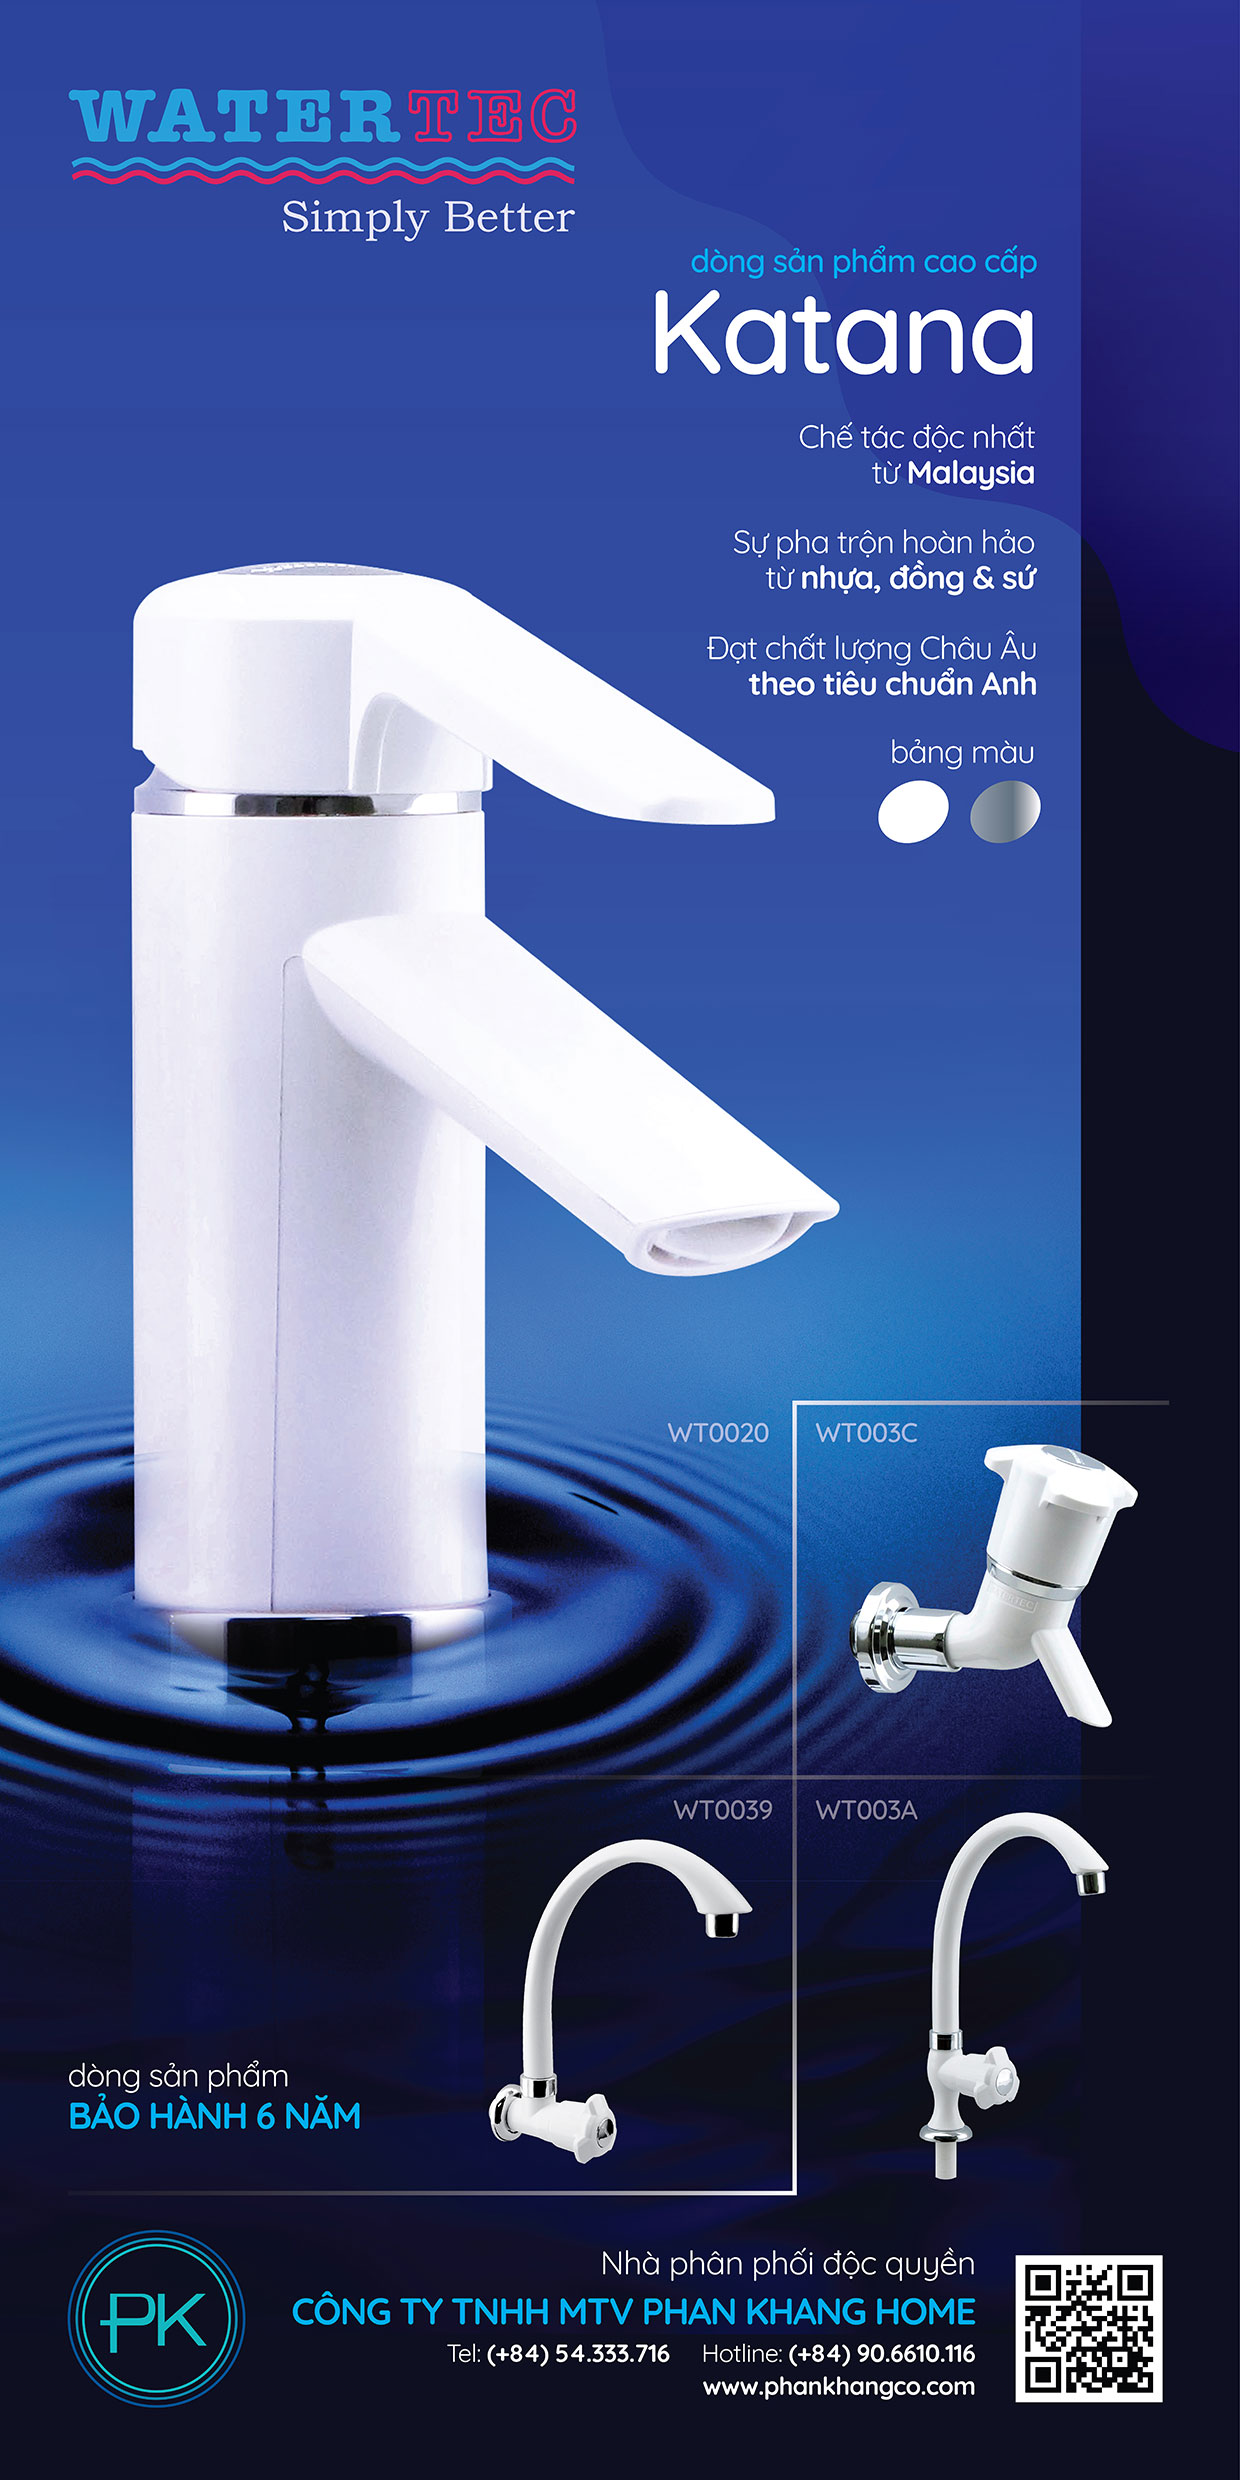 WATERTEC
Simply Better
dòng sản phẩm cao cấp
Katana
Chế tác độc nhất
từ Malaysia
Sự pha trộn hoàn hảo
từ nhựa, đồng & sứ
Đạt chất lượng Châu Âu
theo tiêu chuẩn Anh
bảng màu
WT0020
WT003C
WT0039
WT003A
dòng sản phẩm
BẢO HÀNH 6 NĂM
PK
Nhà phân phối độc quyền
CÔNG TY TNHH MTV PHAN KHANG HOME
Tel: (+84) 54.333.716 Hotline: (+84) 90.6610.116
www.phankhangco.com